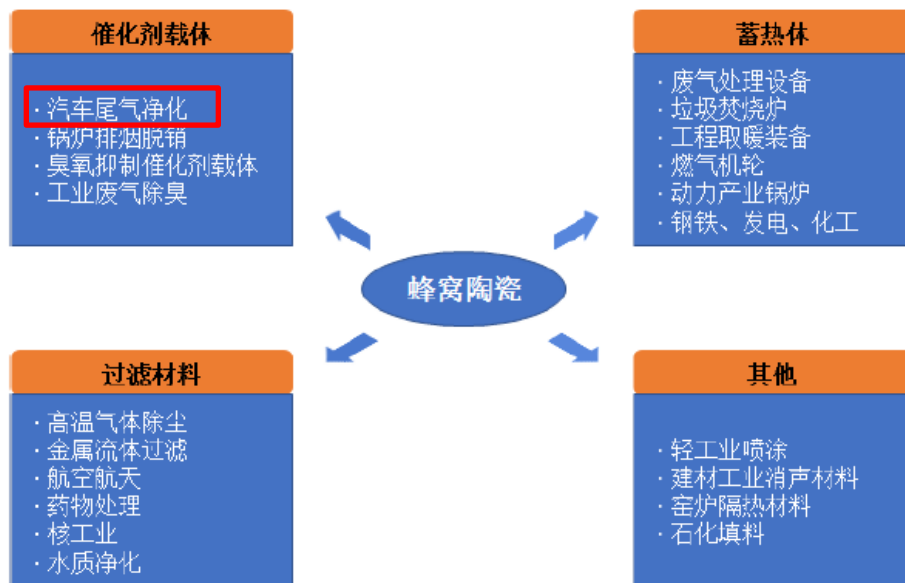 催化剂载体
· 汽车尾气净化
· 锅炉排烟脱销
· 臭氧抑制催化剂载体
· 工业废气除臭
蓄热体
· 废气处理设备
· 垃圾焚烧炉
· 工程取暖装备
· 燃气机轮
· 动力产业锅炉
· 钢铁、发电、化工
蜂窝陶瓷
过滤材料
· 高温气体除尘
· 金属流体过滤
· 航空航天
· 药物处理
· 核工业
· 水质净化
其他
· 轻工业喷涂
· 建材工业消声材料
· 窑炉隔热材料
· 石化填料